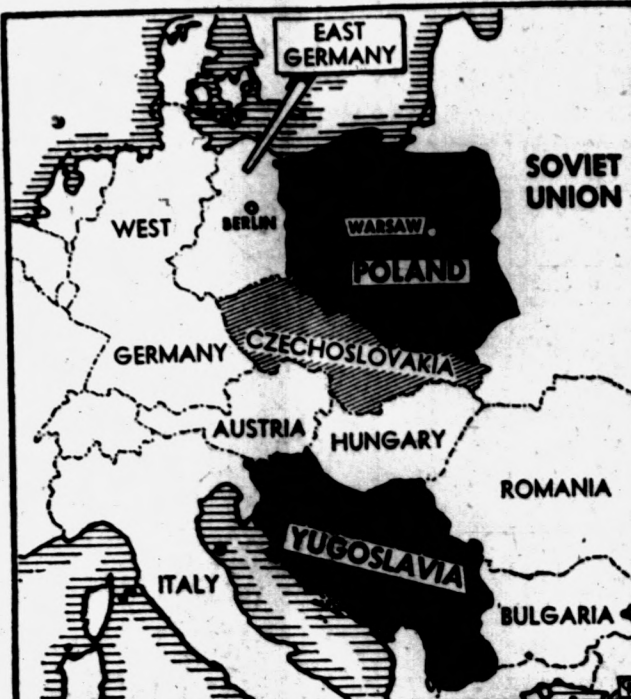 EAST
GERMANY
SOVIET
UNION
WEST
BERLIN
WARSAW
POLAND
GERMANY
CZECHOSLOVAKIA
AUSTRIA
HUNGARY
ROMANIA
YUGOSLAVIA
ITALY
BULGARIA